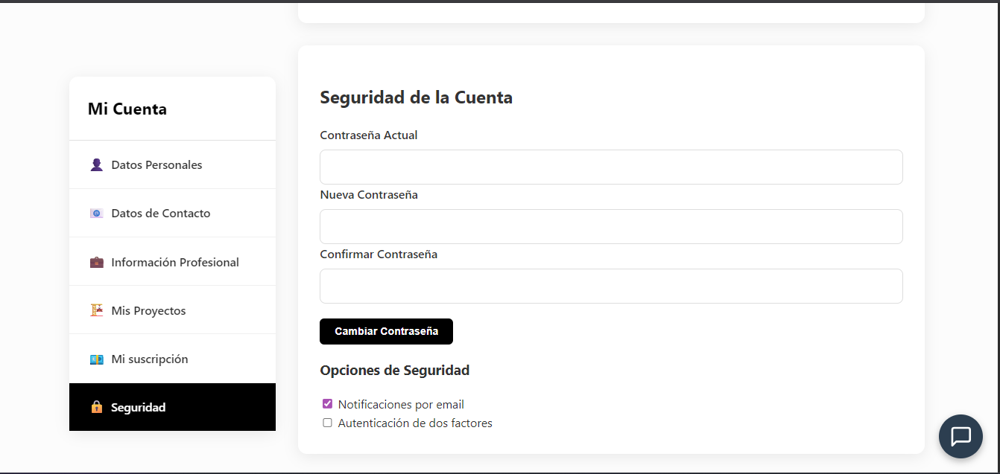 Mi Cuenta
Datos Personales
Datos de Contacto
Información Profesional
Mis Proyectos
Mi suscripción
Seguridad
Seguridad de la Cuenta
Contraseña Actual
Nueva Contraseña
Confirmar Contraseña
Cambiar Contraseña
Opciones de Seguridad
Notificaciones por email
Autenticación de dos factores